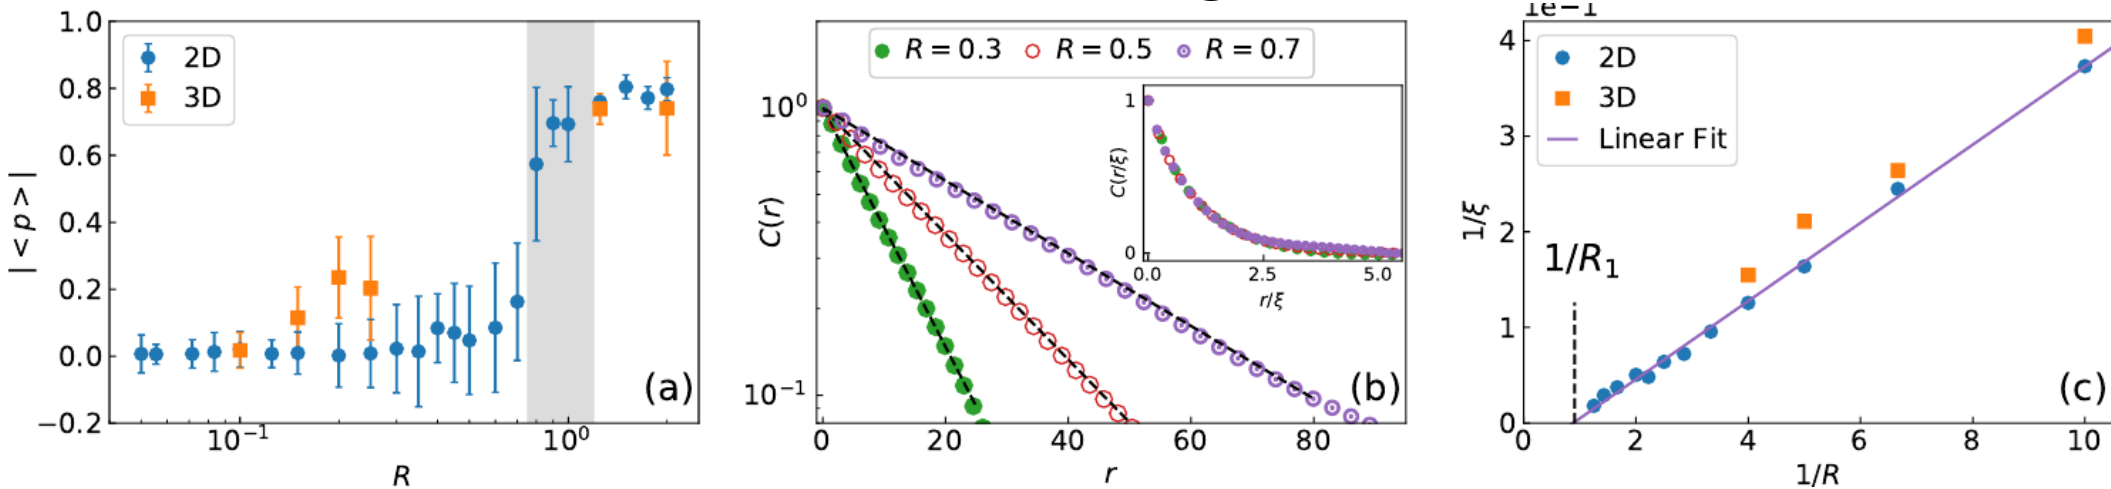 1.0
0.8
0.6
0.4
0.2
0.0
−0.2
| < p > |
2D
3D
10⁻¹
10⁰
R
(a)
R = 0.3
R = 0.5
R = 0.7
10⁰
10⁻¹
C(r)
0
20
40
60
80
r
(b)
1
0
C(r/ξ)
0.0
2.5
5.0
r/ξ
1e−1
4
3
2
1
0
1/ξ
2D
3D
Linear Fit
1/R₁
0
2
4
6
8
10
1/R
(c)